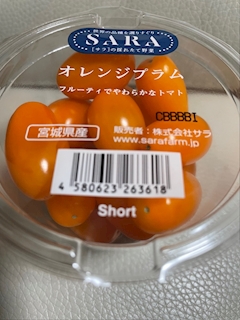 世界の品種を選りすぐり
SARA
[サラ]の採れたて野菜
オレンジプラム
フルーティでやわらかなトマト
CBBBBI
宮城県産
販売者：株式会社サラ
www.sarafarm.jp
4 580623 263618
Short